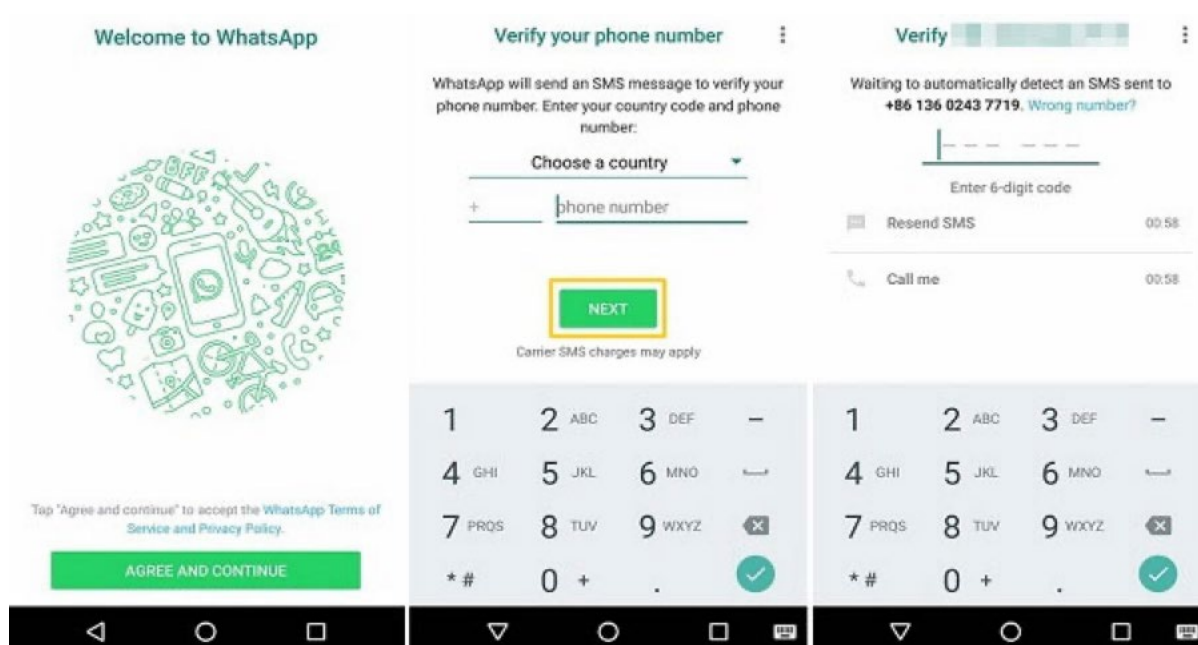 Welcome to WhatsApp
Tap "Agree and continue" to accept the WhatsApp Terms of
Service and Privacy Policy.
AGREE AND CONTINUE
Verify your phone number
WhatsApp will send an SMS message to verify your
phone number. Enter your country code and phone
number:
Choose a country
+ phone number
NEXT
Carrier SMS charges may apply
1 2 ABC 3 DEF –
4 GHI 5 JKL 6 MNO
7 PRQS 8 TUV 9 WXYZ
* # 0 + .
Verify
Waiting to automatically detect an SMS sent to
+86 136 0243 7719. Wrong number?
Enter 6-digit code
Resend SMS 00:58
Call me 00:58
1 2 ABC 3 DEF –
4 GHI 5 JKL 6 MNO
7 PRQS 8 TUV 9 WXYZ
* # 0 + .